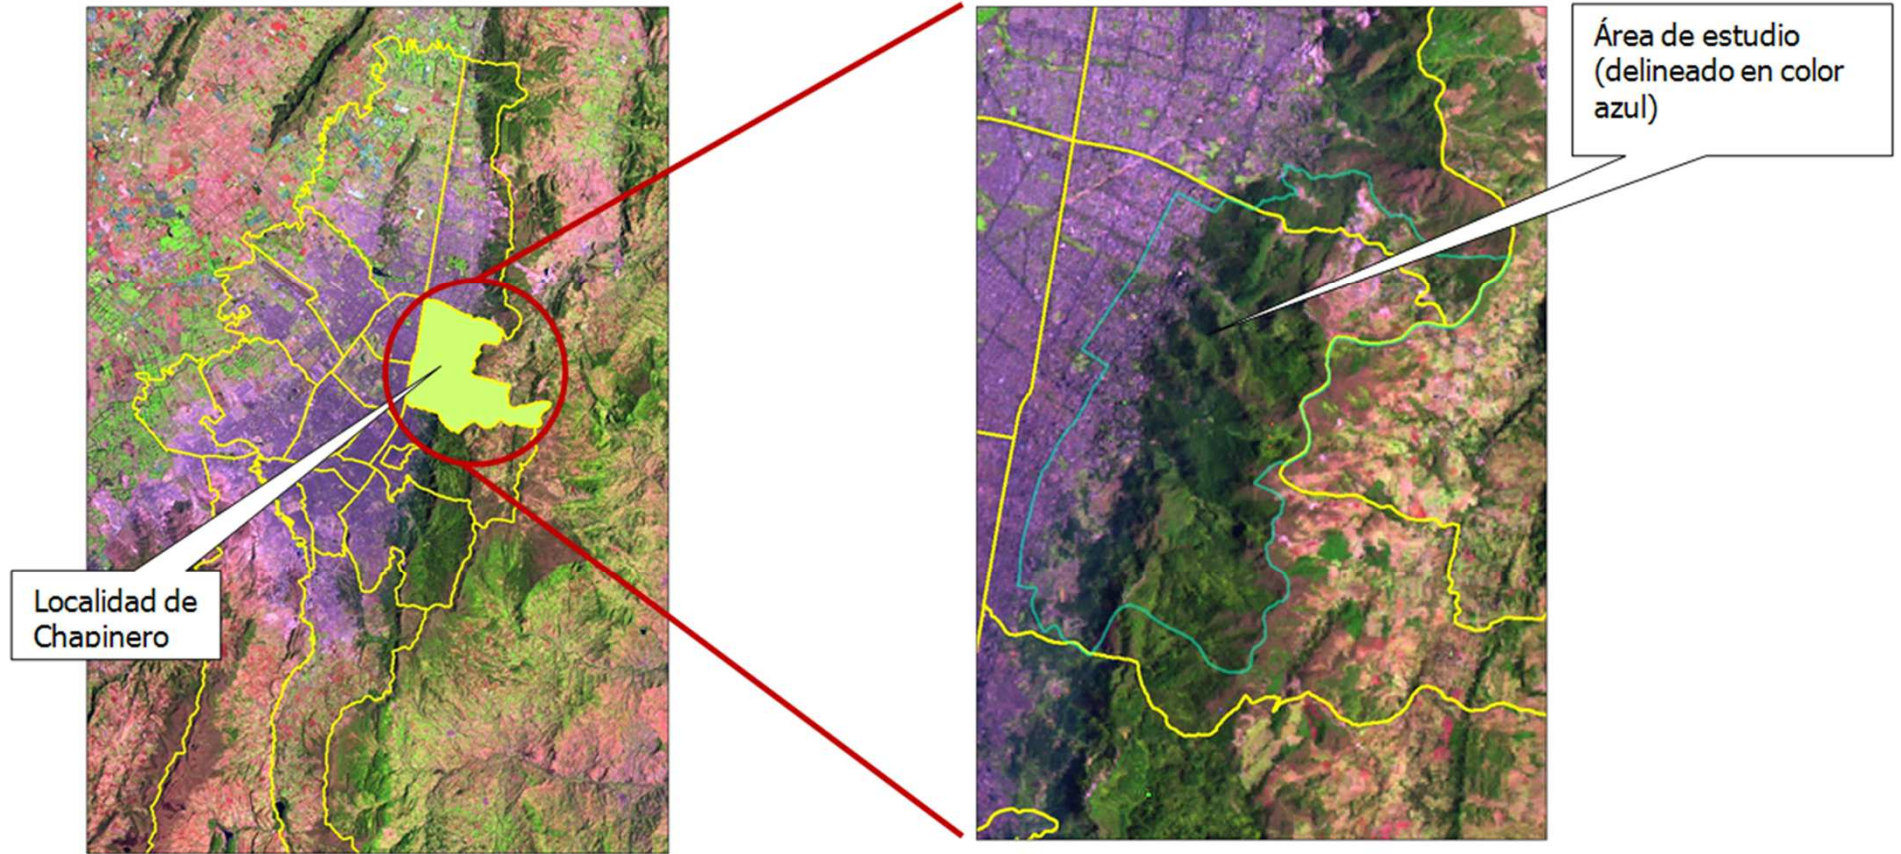 Área de estudio
(delineado en color
azul)
Localidad de
Chapinero